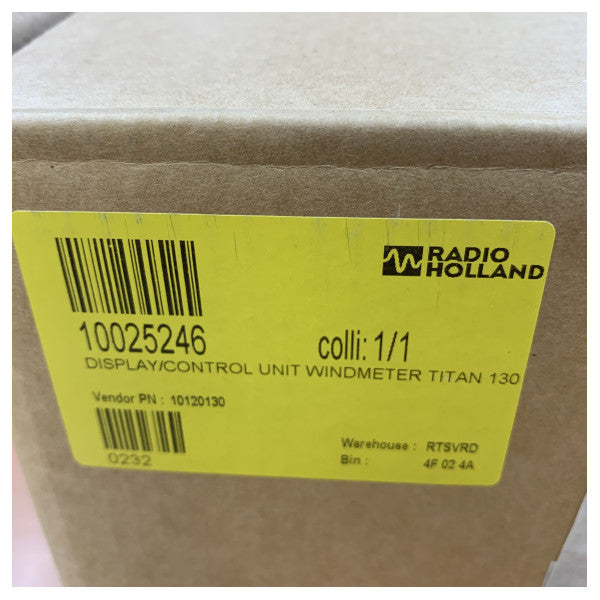 RADIO
HOLLAND
10025246
colli: 1/1
DISPLAY/CONTROL UNIT WINDMETER TITAN 130
Vendor PN : 10120130
0232
Warehouse : RTSVRD
Bin : 4F 02 4A